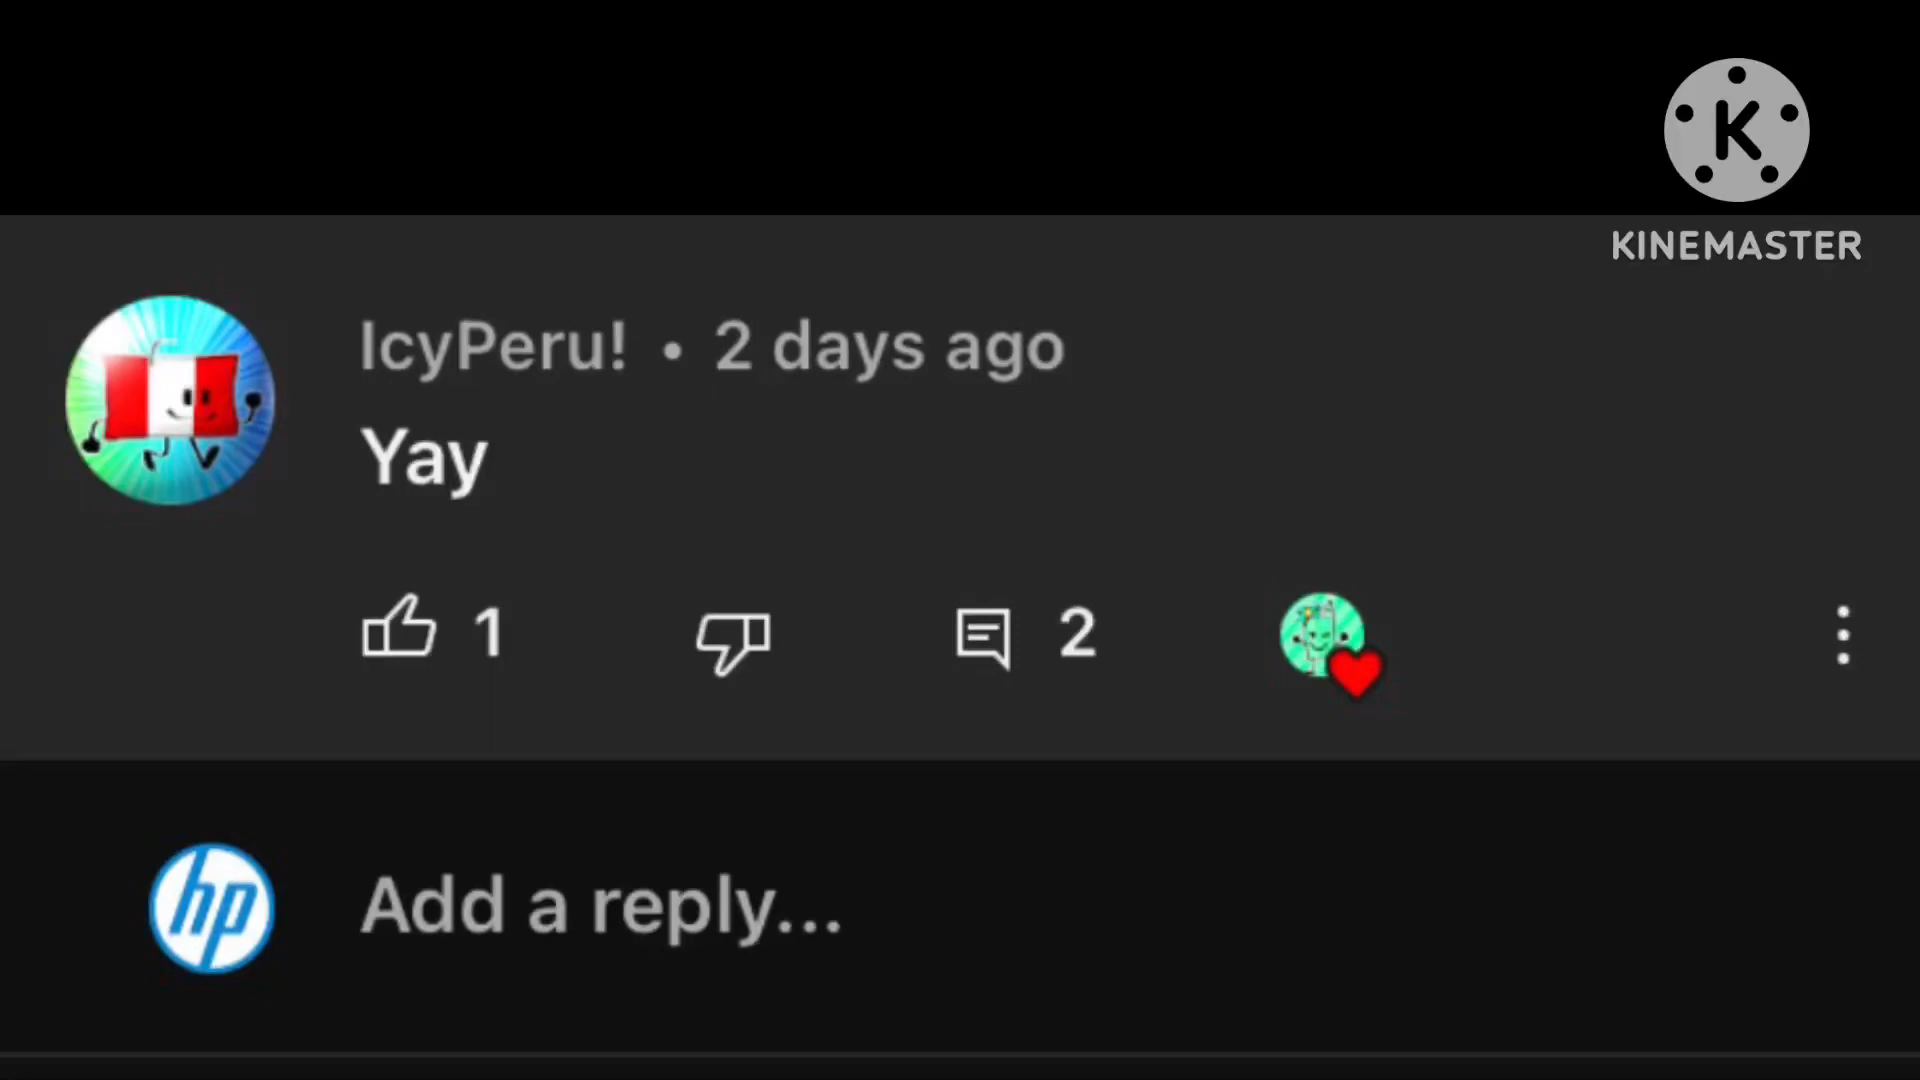 K
KINEMASTER
IcyPeru! • 2 days ago
Yay
1
2
hp
Add a reply...